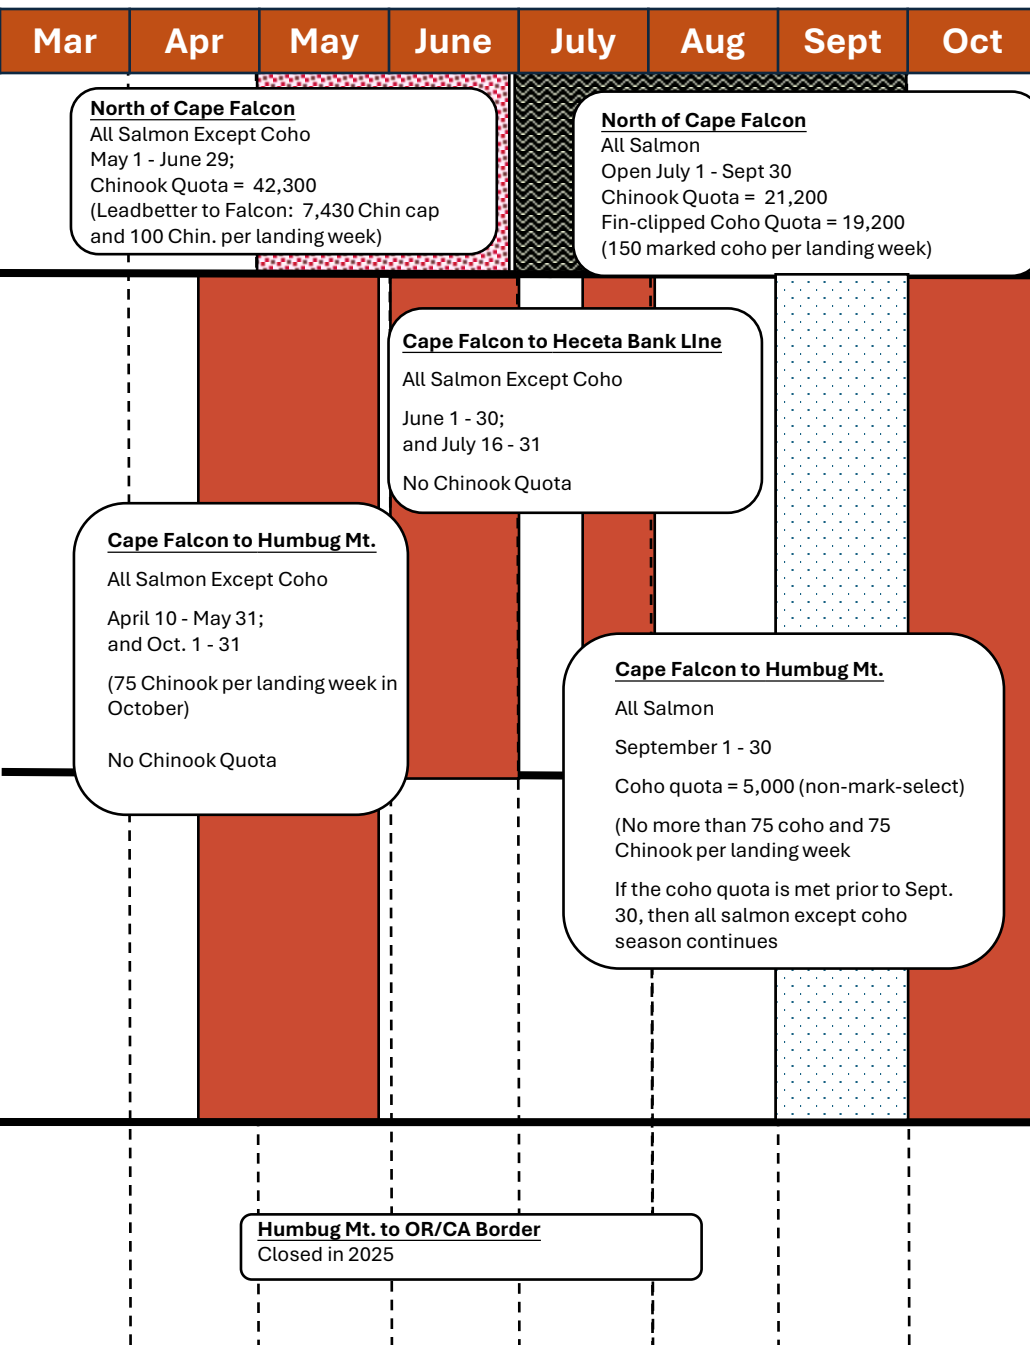 Mar Apr May June July Aug Sept Oct
North of Cape Falcon
All Salmon Except Coho
May 1 - June 29;
Chinook Quota = 42,300
(Leadbetter to Falcon: 7,430 Chin cap
and 100 Chin. per landing week)
North of Cape Falcon
All Salmon
Open July 1 - Sept 30
Chinook Quota = 21,200
Fin-clipped Coho Quota = 19,200
(150 marked coho per landing week)
Cape Falcon to Heceta Bank LIne
All Salmon Except Coho
June 1 - 30;
and July 16 - 31
No Chinook Quota
Cape Falcon to Humbug Mt.
All Salmon Except Coho
April 10 - May 31;
and Oct. 1 - 31
(75 Chinook per landing week in
October)
No Chinook Quota
Cape Falcon to Humbug Mt.
All Salmon
September 1 - 30
Coho quota = 5,000 (non-mark-select)
(No more than 75 coho and 75
Chinook per landing week
If the coho quota is met prior to Sept.
30, then all salmon except coho
season continues
Humbug Mt. to OR/CA Border
Closed in 2025